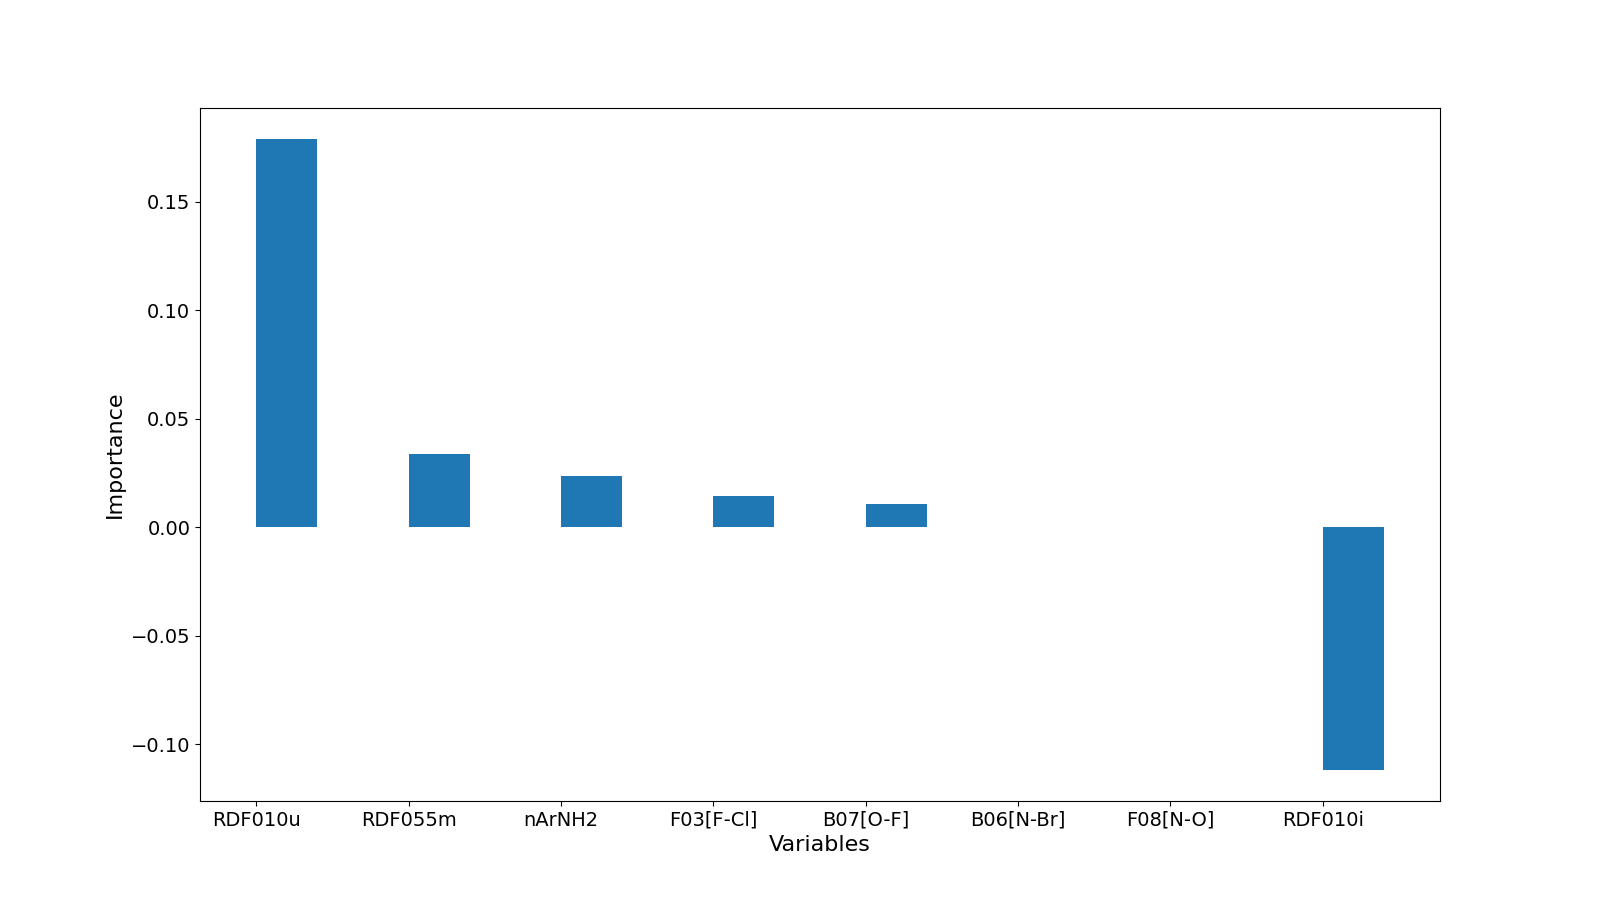 0.15
0.10
0.05
0.00
−0.05
−0.10
Importance
RDF010u RDF055m nArNH2 F03[F-Cl] B07[O-F] B06[N-Br] F08[N-O] RDF010i
Variables